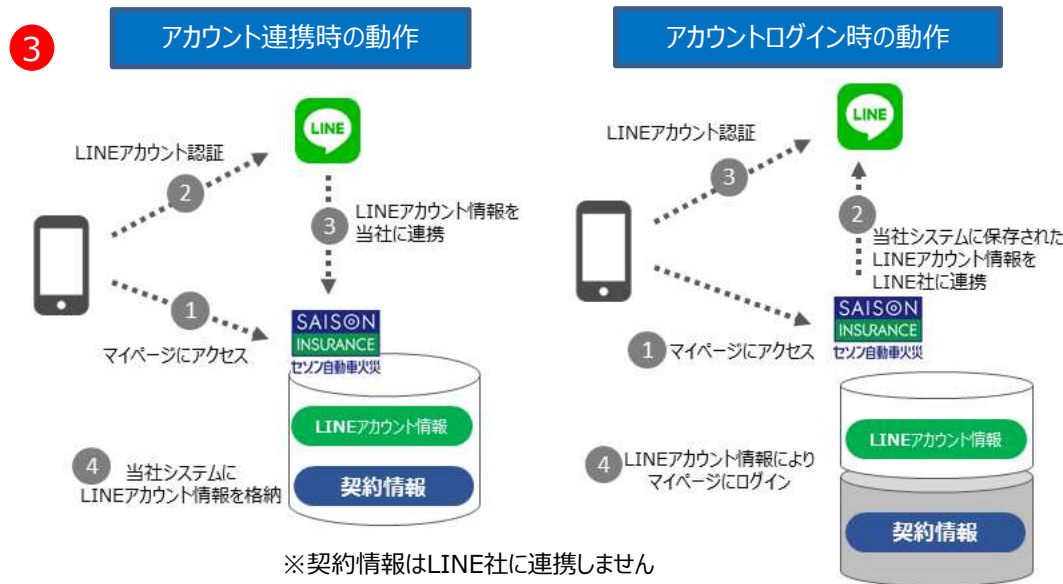 3
アカウント連携時の動作
LINE
LINEアカウント認証
2
3
LINEアカウント情報を
当社に連携
1
マイページにアクセス
SAISON
INSURANCE
セゾン自動車火災
LINEアカウント情報
4
当社システムに
LINEアカウント情報を格納
契約情報
アカウントログイン時の動作
LINE
LINEアカウント認証
3
2
当社システムに保存された
LINEアカウント情報を
LINE社に連携
SAISON
INSURANCE
セゾン自動車火災
1
マイページにアクセス
LINEアカウント情報
4
LINEアカウント情報により
マイページにログイン
契約情報
※契約情報はLINE社に連携しません